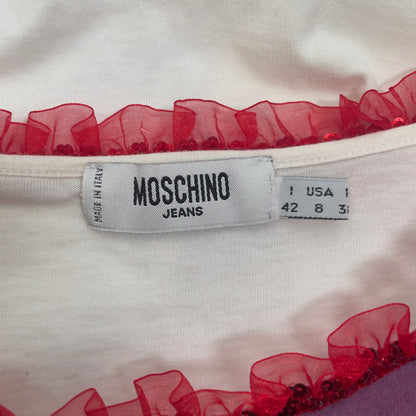 MADE IN ITALY
MOSCHINO
JEANS
I USA
42 8